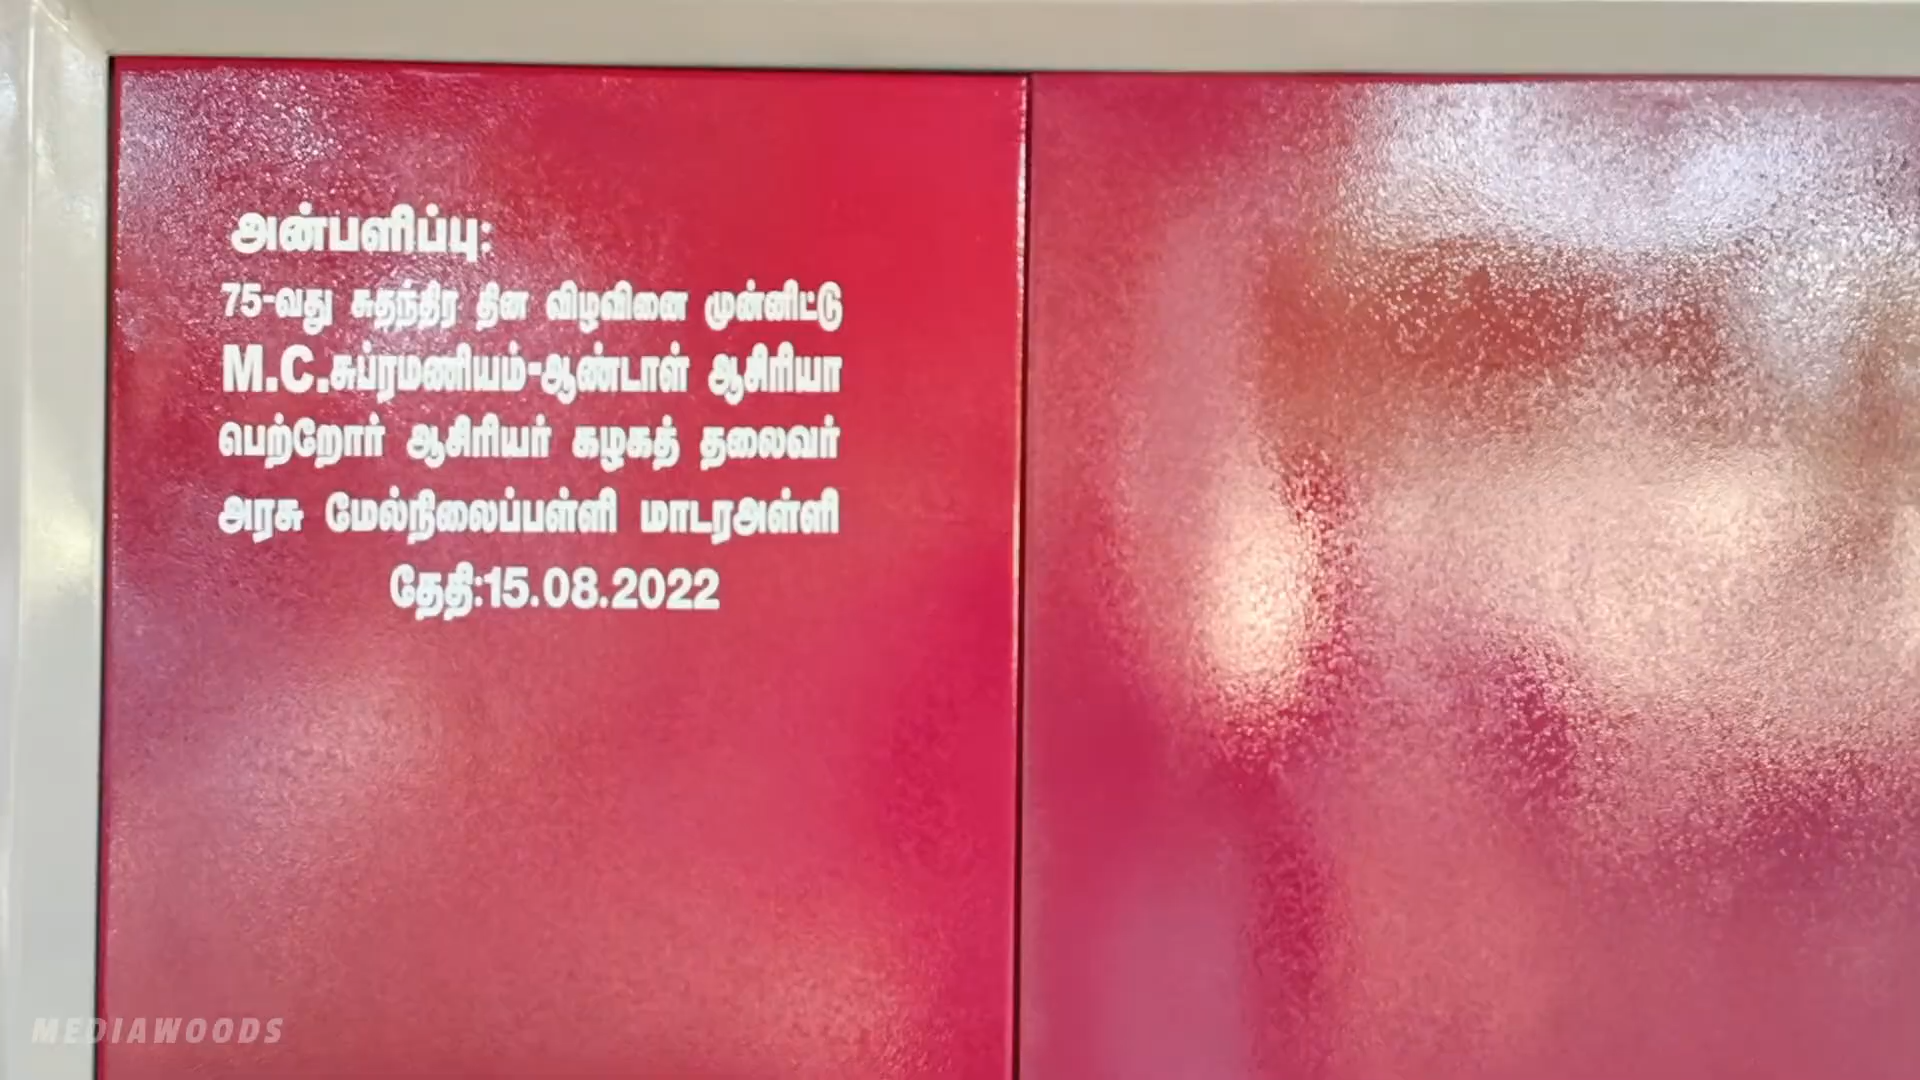 அன்பளிப்பு:
75-வது சுதந்திர தின விழவினை முன்னிட்டு
M.C.சுப்ரமணியம்-ஆண்டாள் ஆசிரியா
பெற்றோர் ஆசிரியர் கழகத் தலைவர்
அரசு மேல்நிலைப்பள்ளி மாடரஅள்ளி
தேதி:15.08.2022
MEDIAWOODS